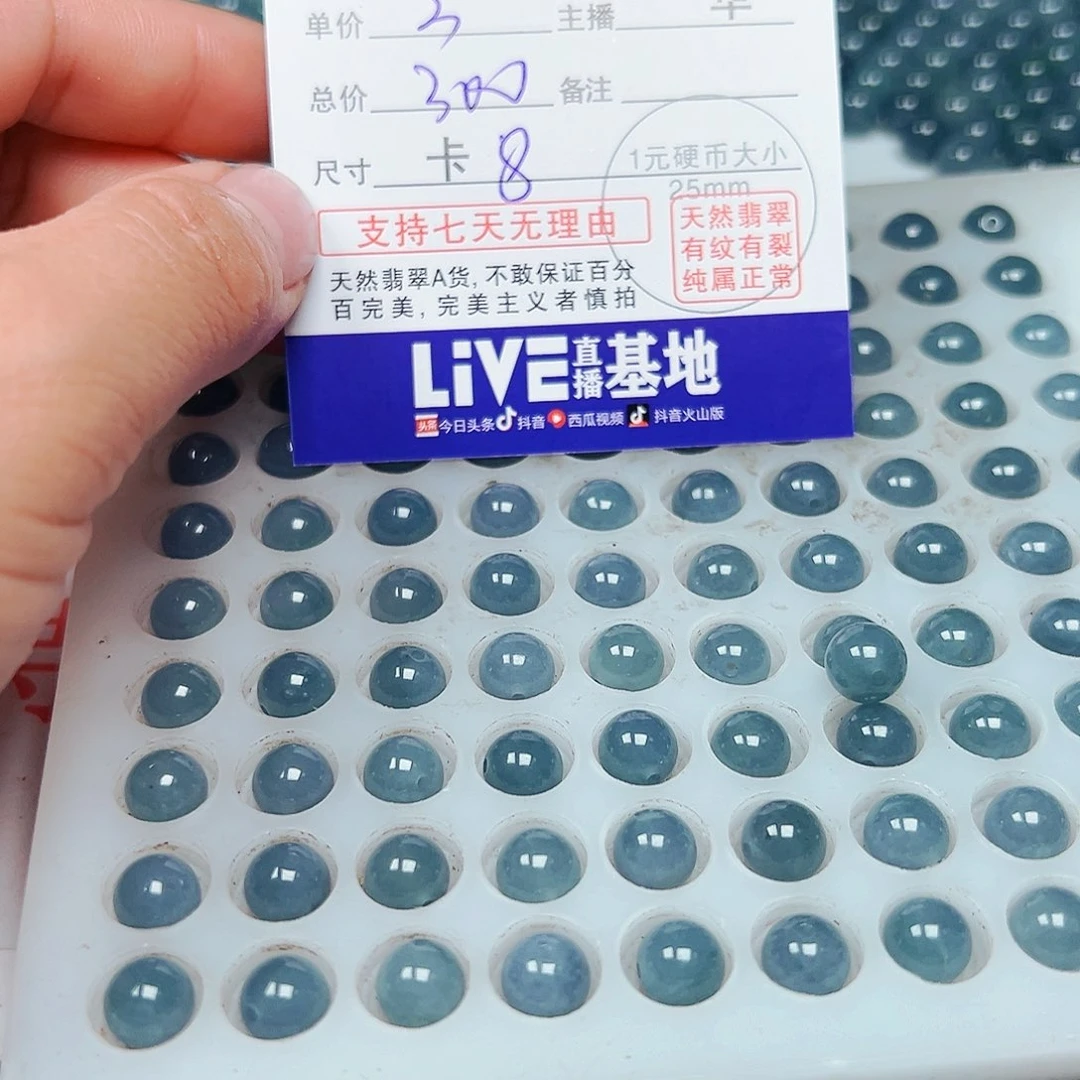 单价 3 主播
总价 300 备注
尺寸 卡 8
1元硬币大小
25mm
支持七天无理由
天然翡翠
有纹有裂
纯属正常
天然翡翠A货,不敢保证百分
百完美,完美主义者慎拍
LiVE直播基地
头条 今日头条 抖音 西瓜视频 抖音火山版